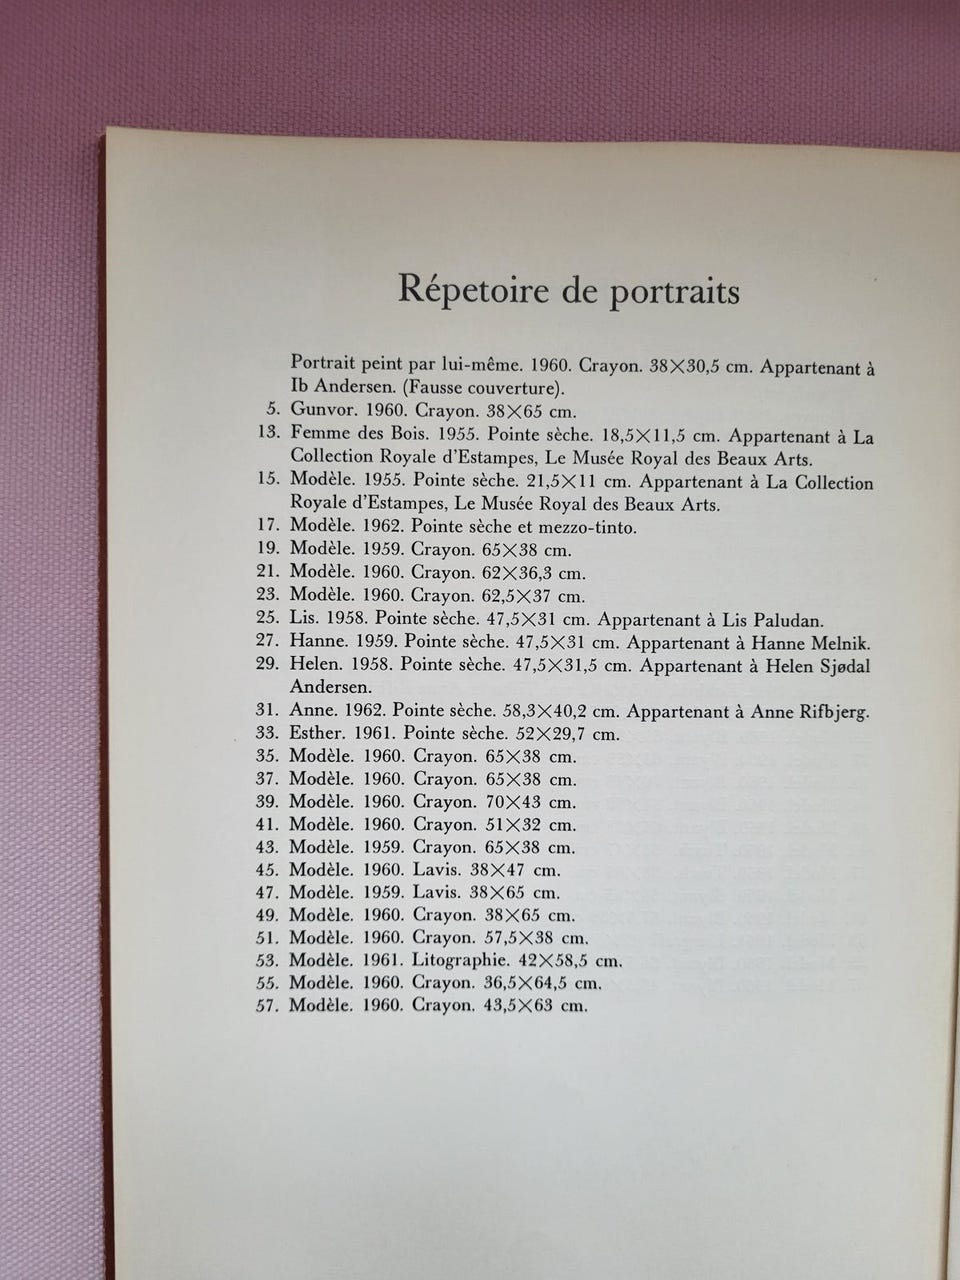 Répetoire de portraits
Portrait peint par lui-même. 1960. Crayon. 38×30,5 cm. Appartenant à
Ib Andersen. (Fausse couverture).
5. Gunvor. 1960. Crayon. 38×65 cm.
13. Femme des Bois. 1955. Pointe sèche. 18,5×11,5 cm. Appartenant à La
Collection Royale d'Estampes, Le Musée Royal des Beaux Arts.
15. Modèle. 1955. Pointe sèche. 21,5×11 cm. Appartenant à La Collection
Royale d'Estampes, Le Musée Royal des Beaux Arts.
17. Modèle. 1962. Pointe sèche et mezzo-tinto.
19. Modèle. 1959. Crayon. 65×38 cm.
21. Modèle. 1960. Crayon. 62×36,3 cm.
23. Modèle. 1960. Crayon. 62,5×37 cm.
25. Lis. 1958. Pointe sèche. 47,5×31 cm. Appartenant à Lis Paludan.
27. Hanne. 1959. Pointe sèche. 47,5×31 cm. Appartenant à Hanne Melnik.
29. Helen. 1958. Pointe sèche. 47,5×31,5 cm. Appartenant à Helen Sjødal
Andersen.
31. Anne. 1962. Pointe sèche. 58,3×40,2 cm. Appartenant à Anne Rifbjerg.
33. Esther. 1961. Pointe sèche. 52×29,7 cm.
35. Modèle. 1960. Crayon. 65×38 cm.
37. Modèle. 1960. Crayon. 65×38 cm.
39. Modèle. 1960. Crayon. 70×43 cm.
41. Modèle. 1960. Crayon. 51×32 cm.
43. Modèle. 1959. Crayon. 65×38 cm.
45. Modèle. 1960. Lavis. 38×47 cm.
47. Modèle. 1959. Lavis. 38×65 cm.
49. Modèle. 1960. Crayon. 38×65 cm.
51. Modèle. 1960. Crayon. 57,5×38 cm.
53. Modèle. 1961. Litographie. 42×58,5 cm.
55. Modèle. 1960. Crayon. 36,5×64,5 cm.
57. Modèle. 1960. Crayon. 43,5×63 cm.